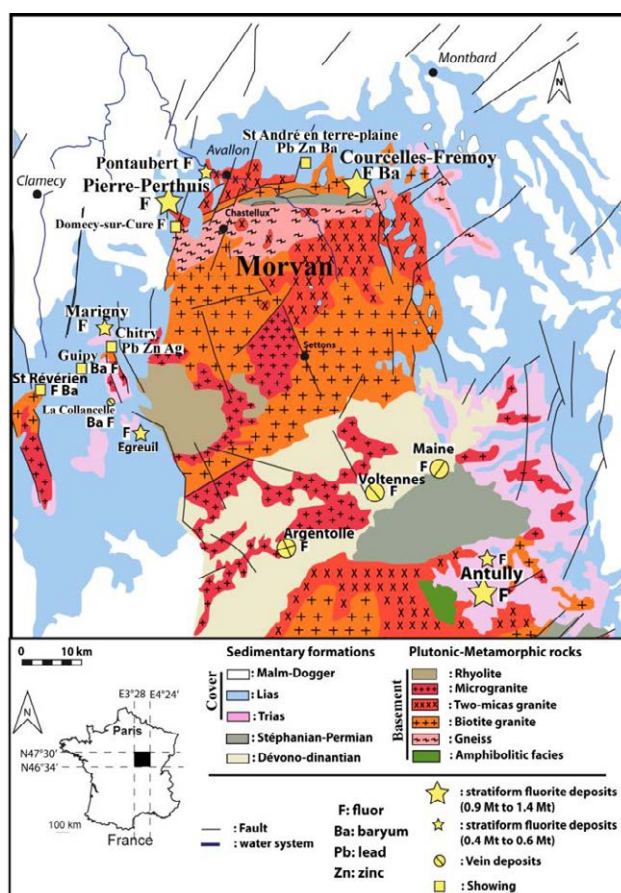 Montbard
N
Avallon
St André en terre-plaine
Pb Zn Ba
Pontaubert F
Courcelles-Fremoy
F Ba
Clamecy
Pierre-Perthuis
F
Chastellux
Domecy-sur-Cure F
Morvan
Marigny
F
Chitry
Pb Zn Ag
Settons
Guipy
Ba F
St Révérien
F Ba
La Collancelle
Ba F
F
Egreuil
Maine
F
Voltennes
F
Argentolle
F
F
Antully
F
0 10 km
N
E3°28 E4°24'
Paris
N47°30'
N46°34'
100 km
France
Sedimentary formations
Cover
: Malm-Dogger
: Lias
: Trias
: Stéphanian-Permian
: Dévono-dinantian
Plutonic-Metamorphic rocks
Basement
: Rhyolite
: Microgranite
: Two-micas granite
: Biotite granite
: Gneiss
: Amphibolitic facies
: Fault
: water system
F: fluor
Ba: baryum
Pb: lead
Zn: zinc
: stratiform fluorite deposits
(0.9 Mt to 1.4 Mt)
: stratiform fluorite deposits
(0.4 Mt to 0.6 Mt)
: Vein deposits
: Showing